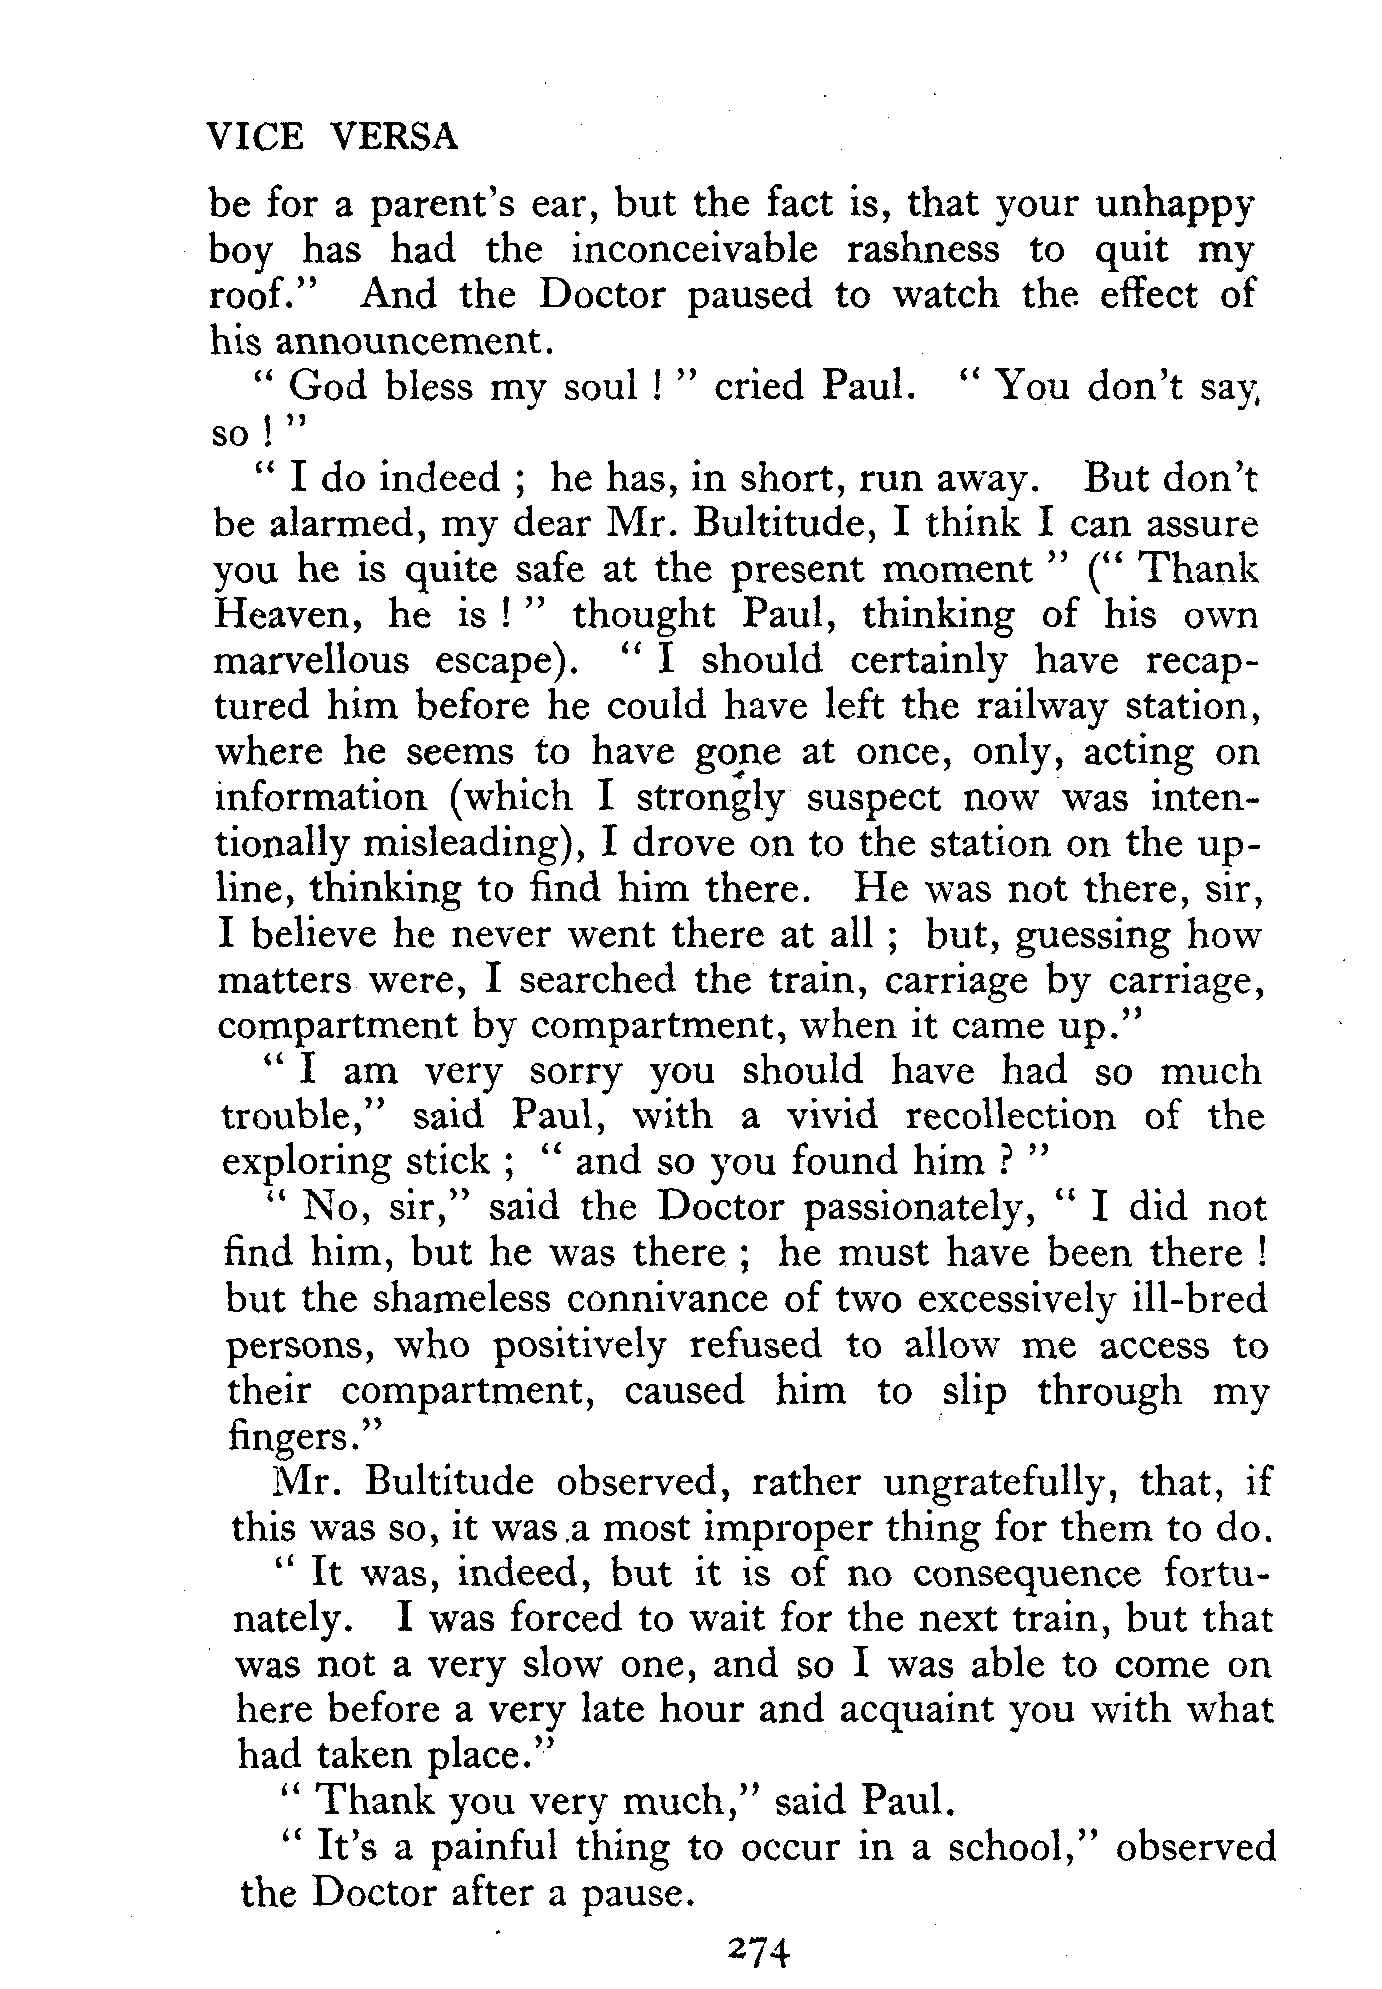 VICE VERSA
be for a parent's ear, but the fact is, that your unhappy
boy has had the inconceivable rashness to quit my
roof." And the Doctor paused to watch the effect of
his announcement.
" God bless my soul ! " cried Paul. " You don't say,
so ! "
" I do indeed ; he has, in short, run away. But don't
be alarmed, my dear Mr. Bultitude, I think I can assure
you he is quite safe at the present moment " (" Thank
Heaven, he is ! " thought Paul, thinking of his own
marvellous escape). " I should certainly have recap-
tured him before he could have left the railway station,
where he seems to have gone at once, only, acting on
information (which I strongly suspect now was inten-
tionally misleading), I drove on to the station on the up-
line, thinking to find him there. He was not there, sir,
I believe he never went there at all ; but, guessing how
matters were, I searched the train, carriage by carriage,
compartment by compartment, when it came up."
" I am very sorry you should have had so much
trouble," said Paul, with a vivid recollection of the
exploring stick ; " and so you found him ? "
" No, sir," said the Doctor passionately, " I did not
find him, but he was there ; he must have been there !
but the shameless connivance of two excessively ill-bred
persons, who positively refused to allow me access to
their compartment, caused him to slip through my
fingers."
Mr. Bultitude observed, rather ungratefully, that, if
this was so, it was a most improper thing for them to do.
" It was, indeed, but it is of no consequence fortu-
nately. I was forced to wait for the next train, but that
was not a very slow one, and so I was able to come on
here before a very late hour and acquaint you with what
had taken place."
" Thank you very much," said Paul.
" It's a painful thing to occur in a school," observed
the Doctor after a pause.
274